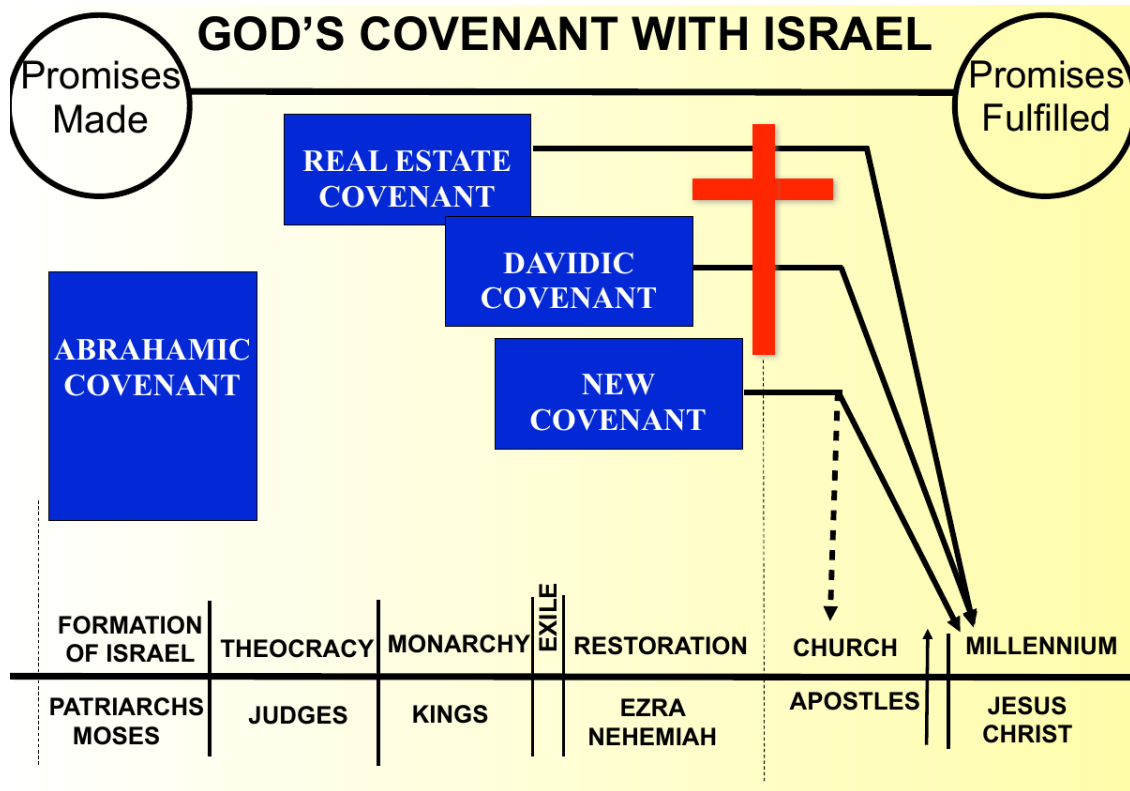 GOD'S COVENANT WITH ISRAEL
Promises
Made
Promises
Fulfilled
REAL ESTATE
COVENANT
DAVIDIC
COVENANT
ABRAHAMIC
COVENANT
NEW
COVENANT
FORMATION
OF ISRAEL
THEOCRACY
MONARCHY
EXILE
RESTORATION
CHURCH
MILLENNIUM
PATRIARCHS
MOSES
JUDGES
KINGS
EZRA
NEHEMIAH
APOSTLES
JESUS
CHRIST